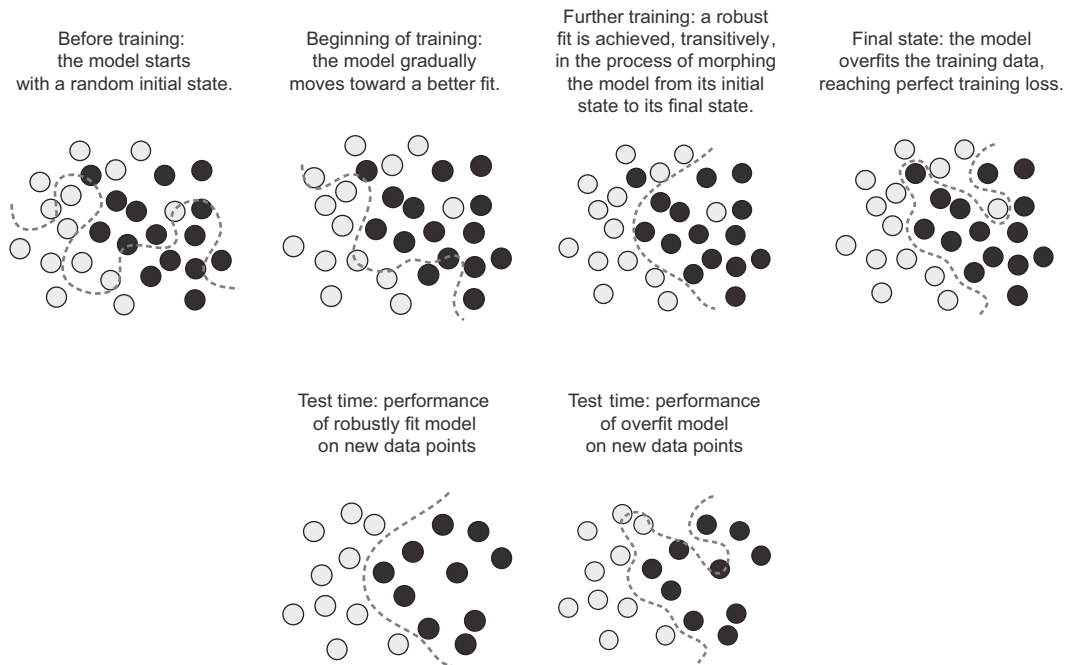 Before training:
the model starts
with a random initial state.
Beginning of training:
the model gradually
moves toward a better fit.
Further training: a robust
fit is achieved, transitively,
in the process of morphing
the model from its initial
state to its final state.
Final state: the model
overfits the training data,
reaching perfect training loss.
Test time: performance
of robustly fit model
on new data points
Test time: performance
of overfit model
on new data points